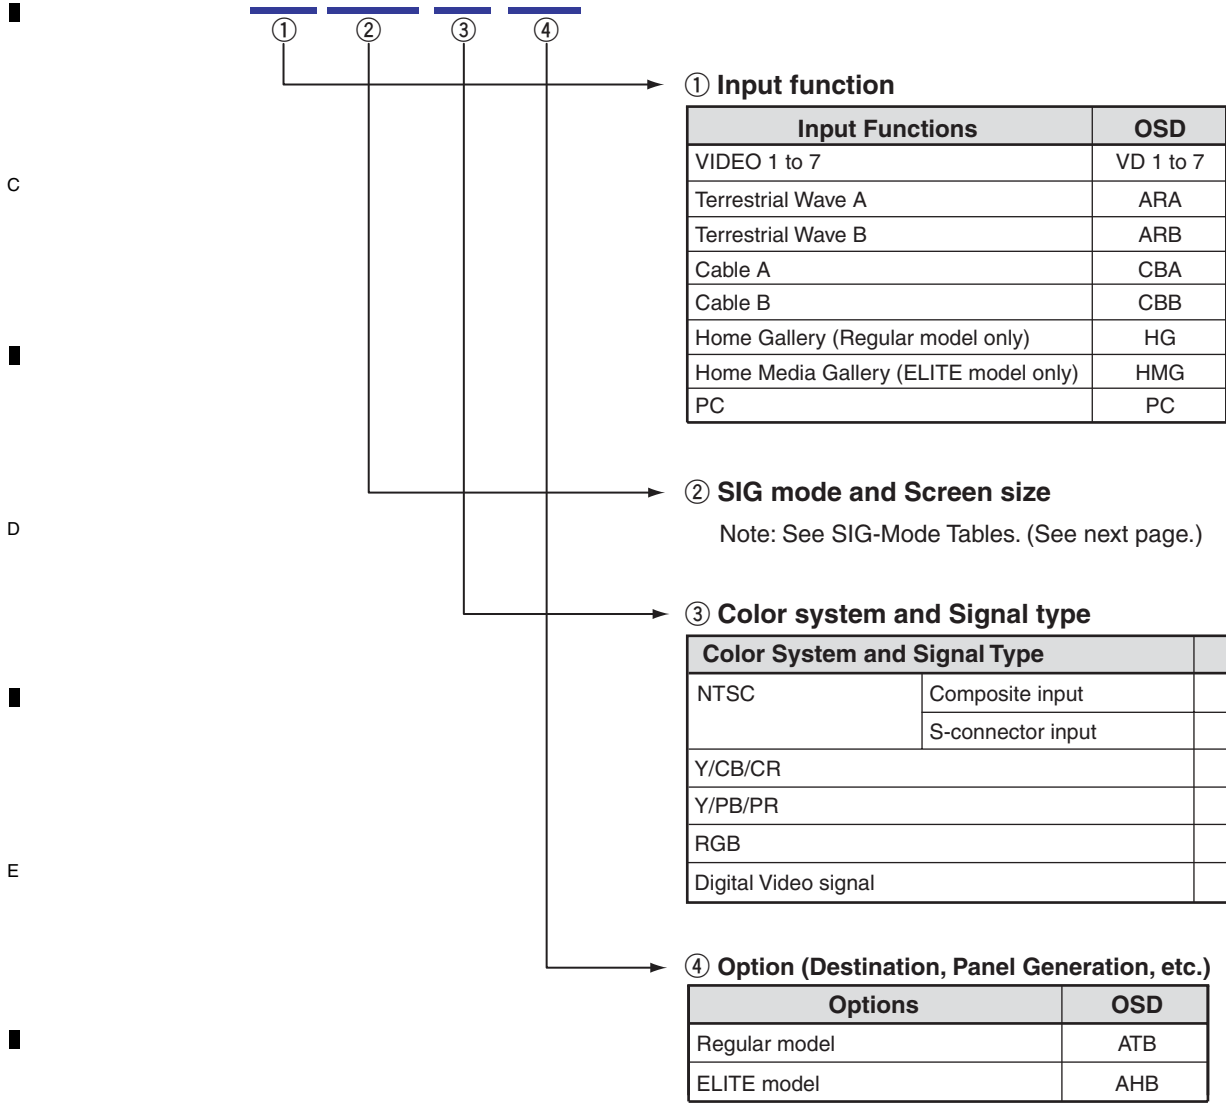 ① ② ③ ④
① Input function
Input Functions OSD
VIDEO 1 to 7 VD 1 to 7
C
Terrestrial Wave A ARA
Terrestrial Wave B ARB
Cable A CBA
Cable B CBB
Home Gallery (Regular model only) HG
Home Media Gallery (ELITE model only) HMG
PC PC
② SIG mode and Screen size
D
Note: See SIG-Mode Tables. (See next page.)
③ Color system and Signal type
Color System and Signal Type
NTSC Composite input
S-connector input
Y/CB/CR
Y/PB/PR
RGB
E
Digital Video signal
④ Option (Destination, Panel Generation, etc.)
Options OSD
Regular model ATB
ELITE model AHB